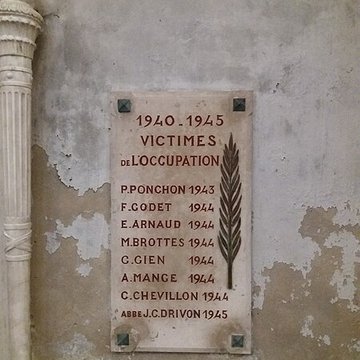 1940-1945
VICTIMES
DE L'OCCUPATION
P. PONCHON 1943
F. GODET 1944
E. ARNAUD 1944
M. BROTTES 1944
G. GIEN 1944
A. MANGE 1944
C. CHEVILLON 1944
ABBE J.C. DRIVON 1945